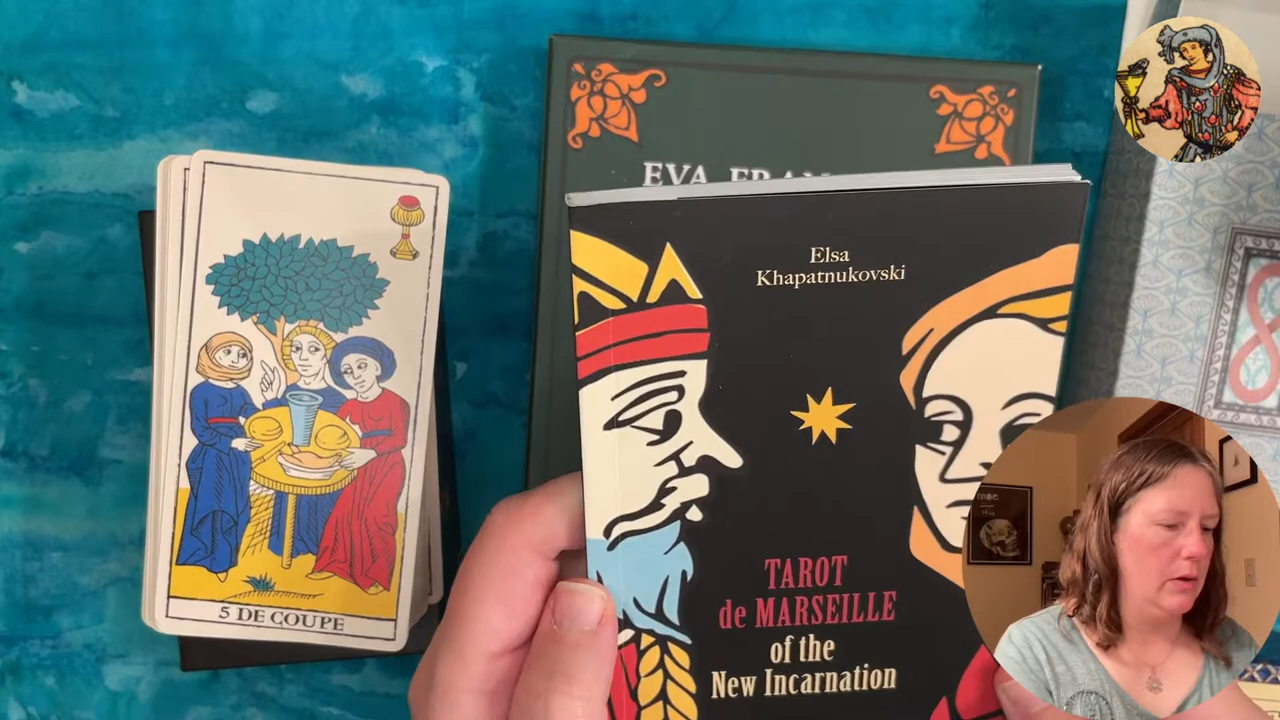 EVA
Elsa
Khapatnukovski
TAROT
de MARSEILLE
of the
New Incarnation
5 DE COUPE